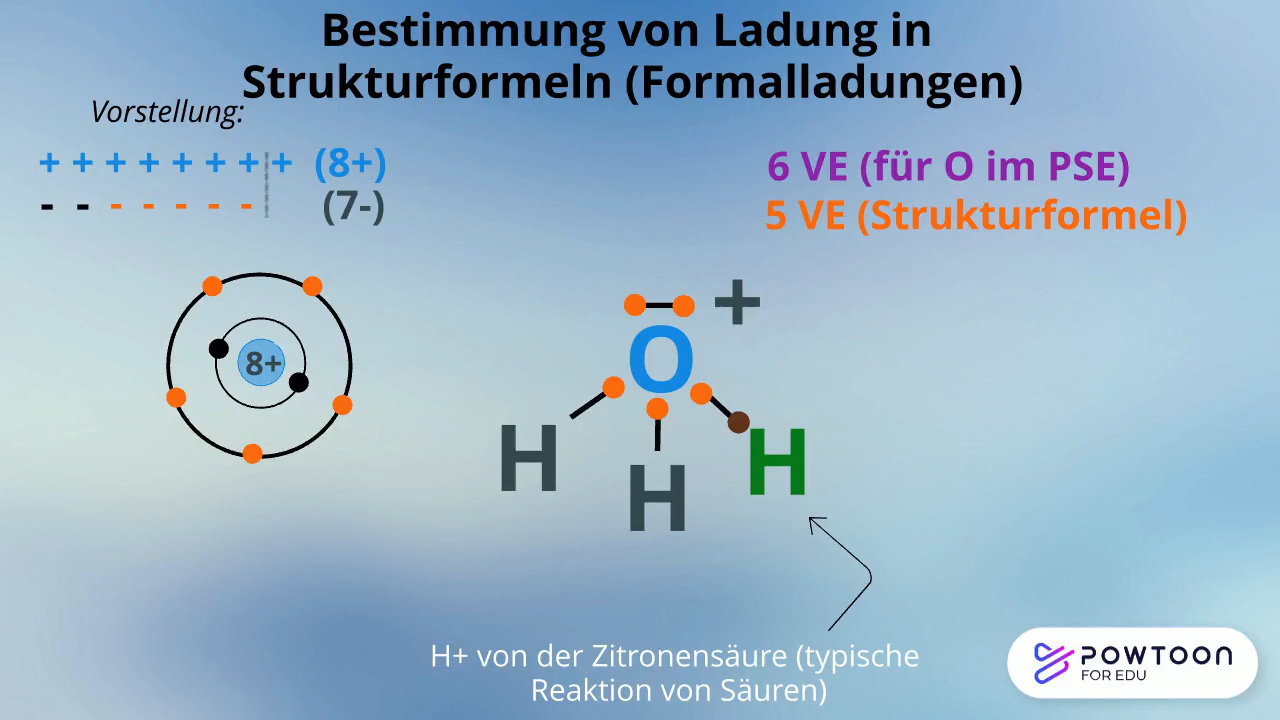 Bestimmung von Ladung in
Strukturformeln (Formalladungen)
Vorstellung:
+ + + + + + + + (8+)
- - - - - - - (7-)
6 VE (für O im PSE)
5 VE (Strukturformel)
8+
+
O
H
H
H
H+ von der Zitronensäure (typische
Reaktion von Säuren)
POWTOON
FOR EDU